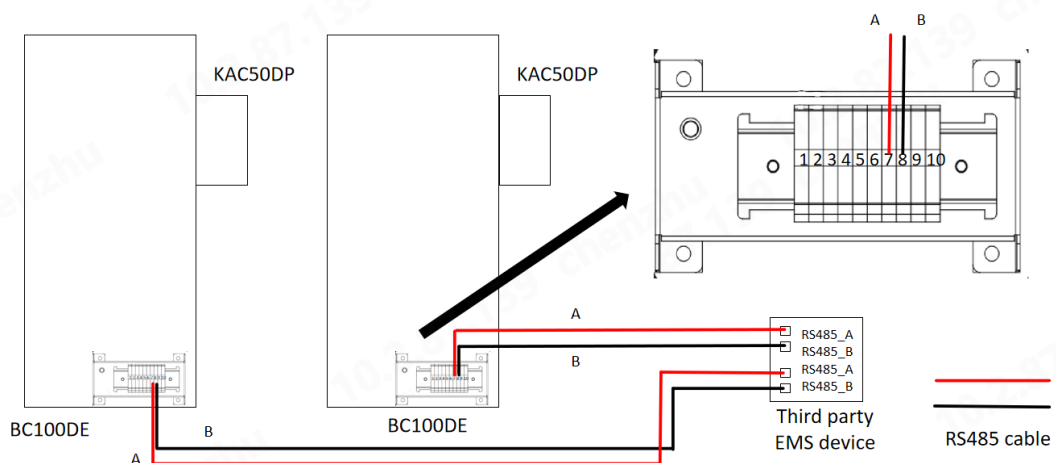 A B
KAC50DP
KAC50DP
1 2 3 4 5 6 7 8 9 10
A
RS485_A
RS485_B
B
RS485_A
RS485_B
BC100DE
B
BC100DE
Third party
EMS device
RS485 cable
A